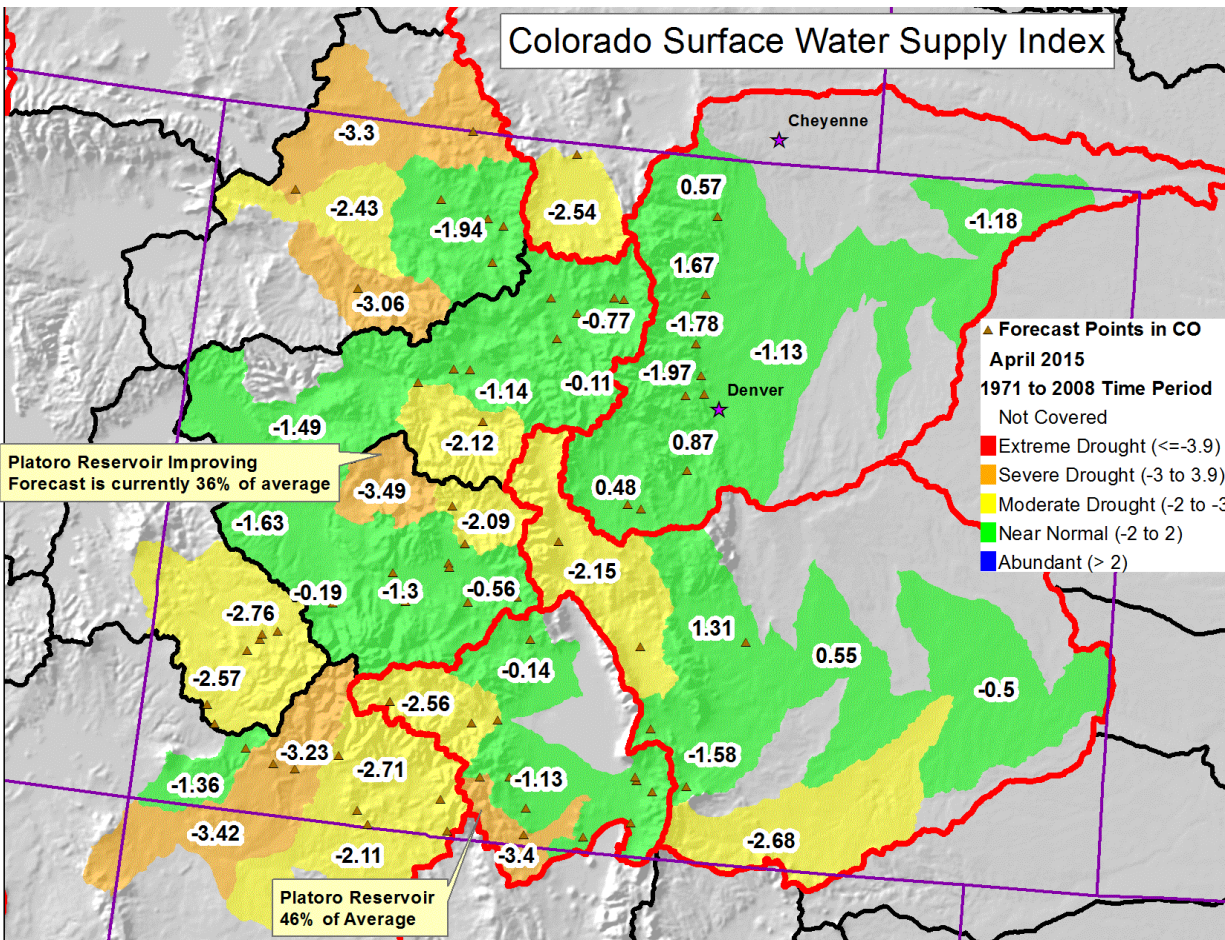 Colorado Surface Water Supply Index
Cheyenne
-3.3
0.57
-2.43
-2.54
-1.94
-1.18
1.67
-3.06
-0.77
-1.78
-1.13
-1.97
-0.11
-1.14
Denver
-1.49
-2.12
0.87
Platoro Reservoir Improving
Forecast is currently 36% of average
-3.49
0.48
-1.63
-2.09
-2.15
-0.19
-1.3
-0.56
-2.76
1.31
0.55
-0.14
-2.57
-0.5
-2.56
-3.23
-2.71
-1.58
-1.36
-1.13
-3.42
-2.11
-3.4
-2.68
Platoro Reservoir
46% of Average
Forecast Points in CO
April 2015
1971 to 2008 Time Period
Not Covered
Extreme Drought (<=-3.9)
Severe Drought (-3 to 3.9)
Moderate Drought (-2 to -3
Near Normal (-2 to 2)
Abundant (> 2)